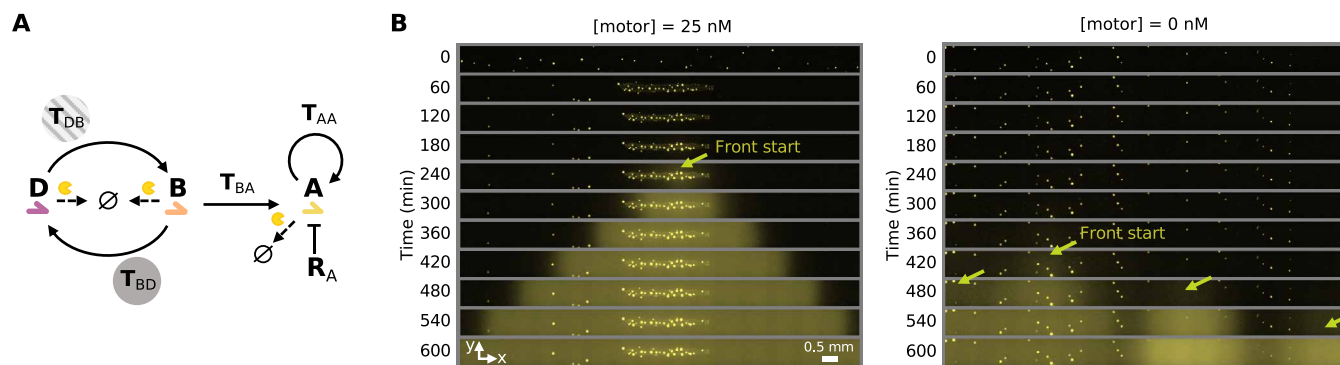 A
T_DB
D
∅
B
T_BD
T_BA
T_AA
A
∅
R_A
B
[motor] = 25 nM
Time (min)
0
60
120
180
240
300
360
420
480
540
600
Front start
y
x
0.5 mm
[motor] = 0 nM
Time (min)
0
60
120
180
240
300
360
420
480
540
600
Front start